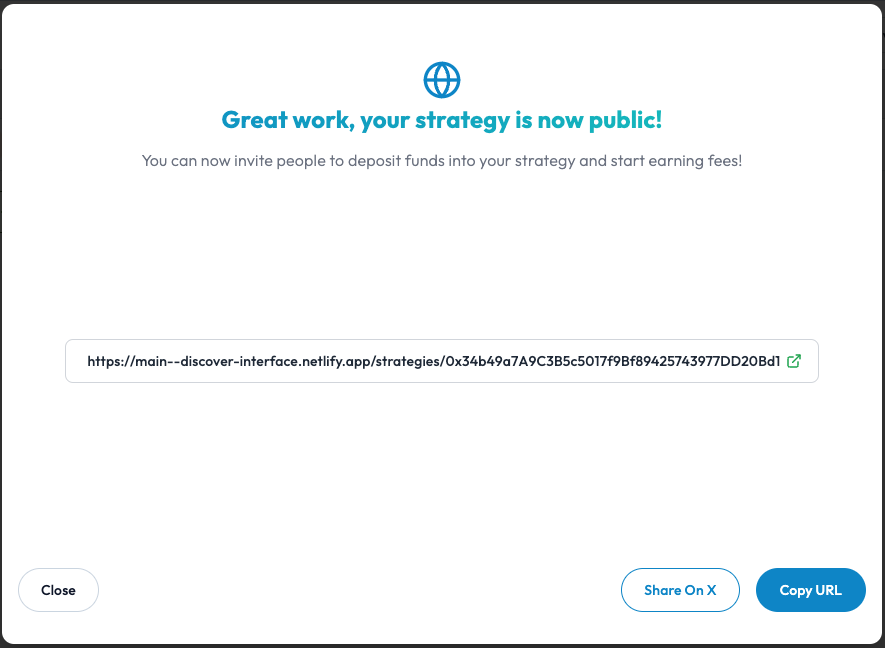 Great work, your strategy is now public!
You can now invite people to deposit funds into your strategy and start earning fees!
https://main--discover-interface.netlify.app/strategies/0x34b49a7A9C3B5c5017f9Bf89425743977DD20Bd1
Close
Share On X
Copy URL